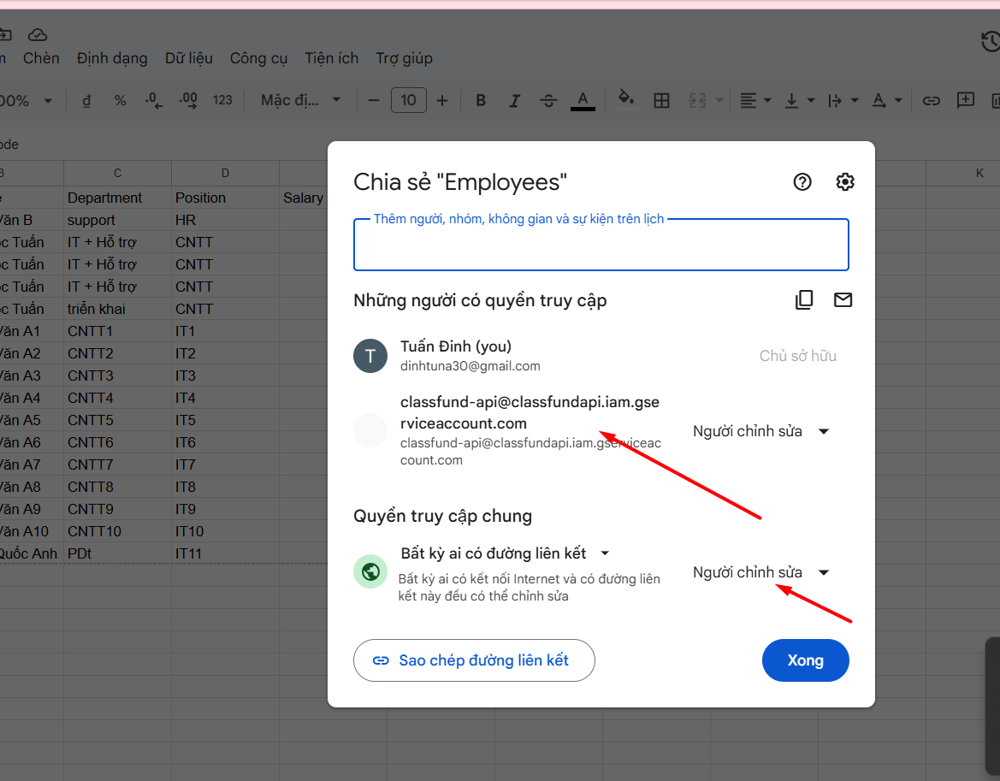 Chèn Định dạng Dữ liệu Công cụ Tiện ích Trợ giúp
00% đ % .0 .00 123 Mặc đị... 10 B I A
ode
C D K
Department Position Salary
Văn B support HR
ọc Tuấn IT + Hỗ trợ CNTT
ọc Tuấn IT + Hỗ trợ CNTT
ọc Tuấn IT + Hỗ trợ CNTT
ọc Tuấn triển khai CNTT
Văn A1 CNTT1 IT1
Văn A2 CNTT2 IT2
Văn A3 CNTT3 IT3
Văn A4 CNTT4 IT4
Văn A5 CNTT5 IT5
Văn A6 CNTT6 IT6
Văn A7 CNTT7 IT7
Văn A8 CNTT8 IT8
Văn A9 CNTT9 IT9
Văn A10 CNTT10 IT10
Quốc Anh PDt IT11
Chia sẻ "Employees"
Thêm người, nhóm, không gian và sự kiện trên lịch
Những người có quyền truy cập
T
Tuấn Đinh (you)
dinhtuna30@gmail.com
Chủ sở hữu
classfund-api@classfundapi.iam.gse
rviceaccount.com
classfund-api@classfundapi.iam.gserviceac
count.com
Người chỉnh sửa
Quyền truy cập chung
Bất kỳ ai có đường liên kết
Bất kỳ ai có kết nối Internet và có đường liên
kết này đều có thể chỉnh sửa
Người chỉnh sửa
Sao chép đường liên kết
Xong